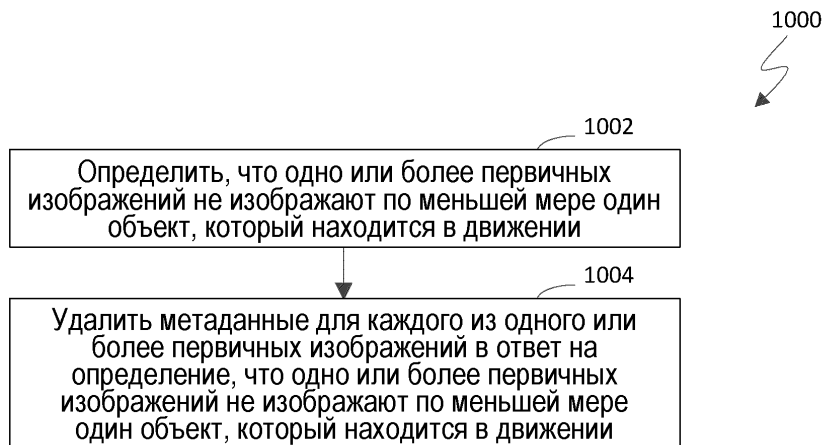 1000
1002
Определить, что одно или более первичных
изображений не изображают по меньшей мере один
объект, который находится в движении
1004
Удалить метаданные для каждого из одного или
более первичных изображений в ответ на
определение, что одно или более первичных
изображений не изображают по меньшей мере
один объект, который находится в движении